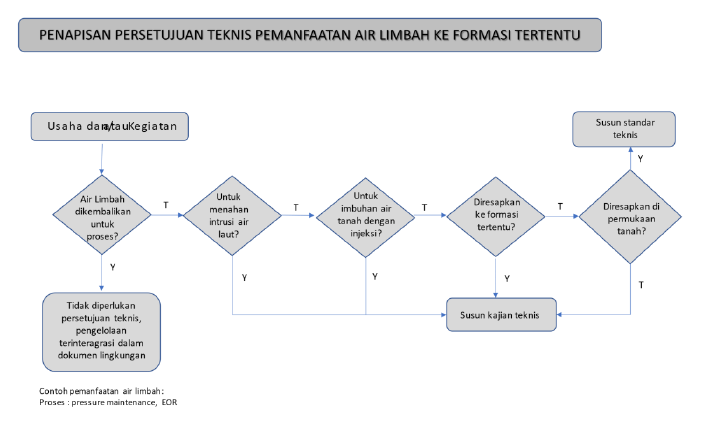 PENAPISAN PERSETUJUAN TEKNIS PEMANFAATAN AIR LIMBAH KE FORMASI TERTENTU
Usaha dan/atau Kegiatan
Susun standar
teknis
Y
Air Limbah
dikembalikan
untuk
proses?
T
Untuk
menahan
intrusi air
laut?
T
Untuk
imbuhan air
tanah dengan
injeksi?
T
Diresapkan
ke formasi
tertentu?
T
Diresapkan di
permukaan
tanah?
Y
Y
Y
Y
T
Tidak diperlukan
persetujuan teknis,
pengelolaan
terinteragrasi dalam
dokumen lingkungan
Susun kajian teknis
Contoh pemanfaatan air limbah:
Proses : pressure maintenance, EOR